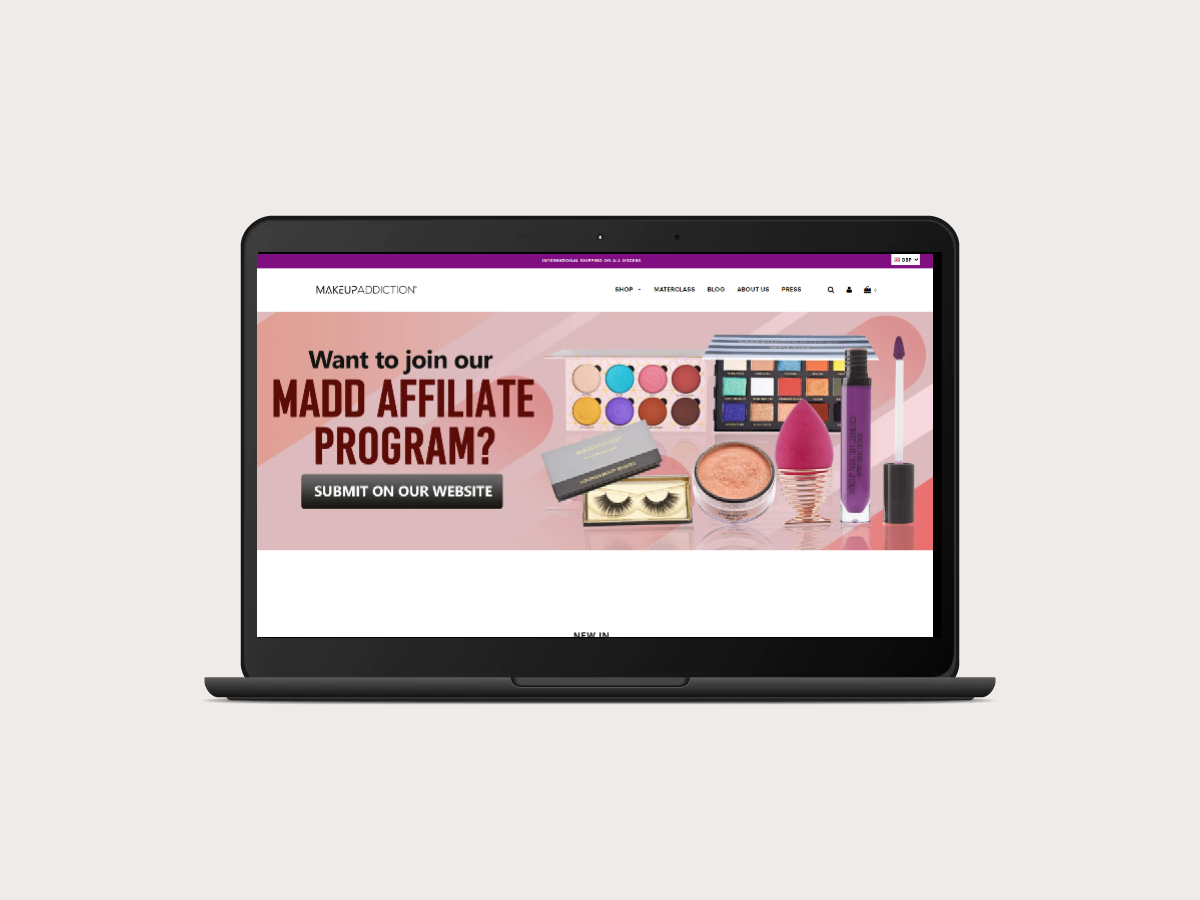 INTERNATIONAL SHIPPING ON ALL ORDERS
GBP
MAKEUPADDICTION
SHOP MATERCLASS BLOG ABOUT US PRESS
0
Want to join our
MADD AFFILIATE
PROGRAM?
SUBMIT ON OUR WEBSITE
NEW IN